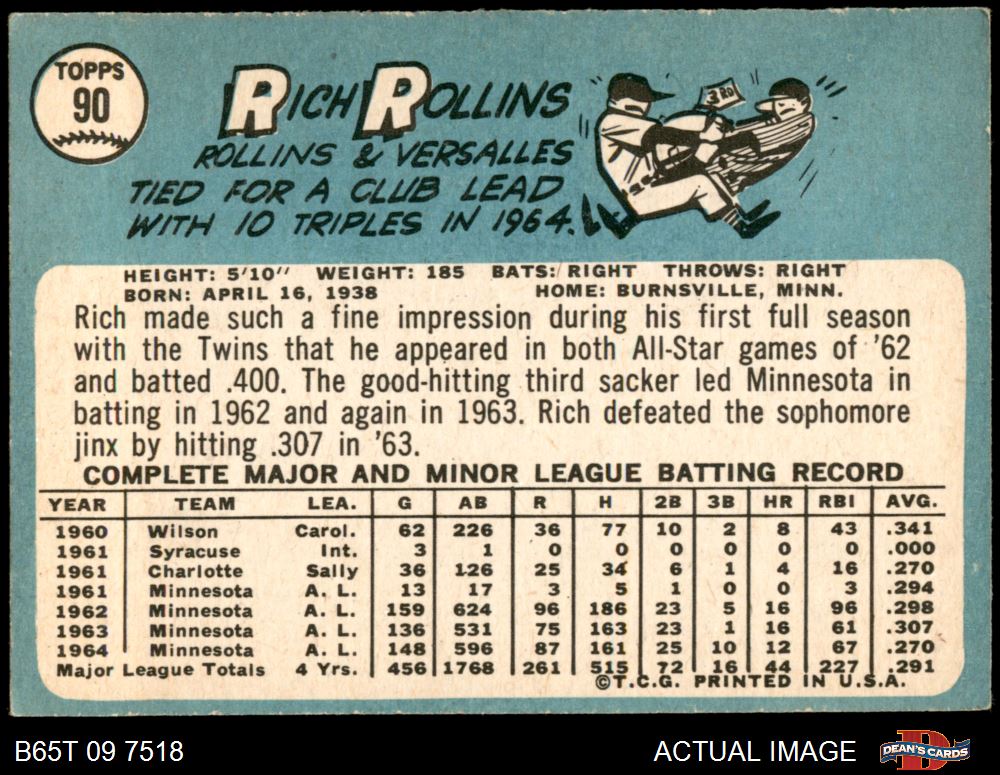 TOPPS
90
RICH ROLLINS
ROLLINS & VERSALLES
TIED FOR A CLUB LEAD
WITH 10 TRIPLES IN 1964.
3RD
HEIGHT: 5'10" WEIGHT: 185 BATS: RIGHT THROWS: RIGHT
BORN: APRIL 16, 1938 HOME: BURNSVILLE, MINN.
Rich made such a fine impression during his first full season
with the Twins that he appeared in both All-Star games of '62
and batted .400. The good-hitting third sacker led Minnesota in
batting in 1962 and again in 1963. Rich defeated the sophomore
jinx by hitting .307 in '63.
COMPLETE MAJOR AND MINOR LEAGUE BATTING RECORD
YEAR TEAM LEA. G AB R H 2B 3B HR RBI AVG.
1960 Wilson Carol. 62 226 36 77 10 2 8 43 .341
1961 Syracuse Int. 3 1 0 0 0 0 0 0 .000
1961 Charlotte Sally 36 126 25 34 6 1 4 16 .270
1961 Minnesota A. L. 13 17 3 5 1 0 0 3 .294
1962 Minnesota A. L. 159 624 96 186 23 5 16 96 .298
1963 Minnesota A. L. 136 531 75 163 23 1 16 61 .307
1964 Minnesota A. L. 148 596 87 161 25 10 12 67 .270
Major League Totals 4 Yrs. 456 1768 261 515 72 16 44 227 .291
©T.C.G. PRINTED IN U.S.A.
B65T 09 7518 ACTUAL IMAGE DEAN'S CARDS